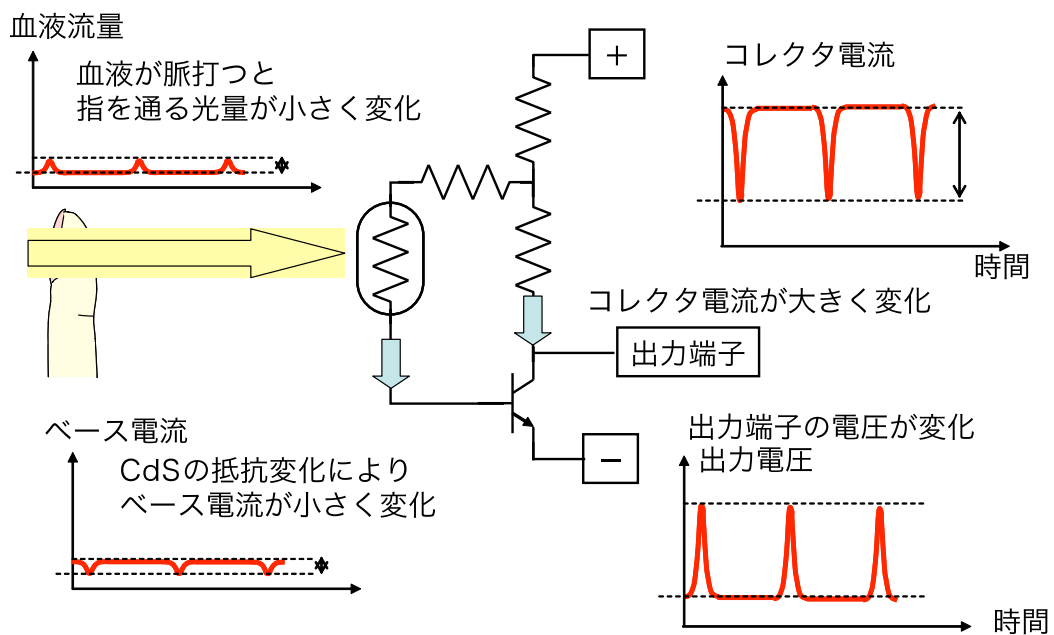 血液流量
血液が脈打つと
指を通る光量が小さく変化
+
コレクタ電流
時間
コレクタ電流が大きく変化
出力端子
−
ベース電流
CdSの抵抗変化により
ベース電流が小さく変化
出力端子の電圧が変化
出力電圧
時間